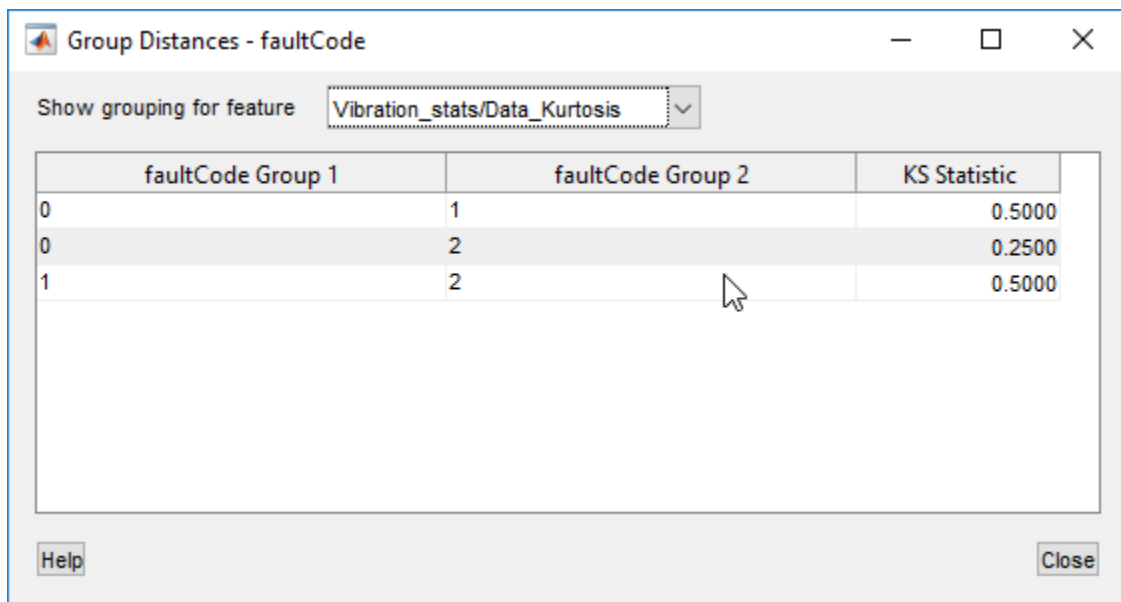 Group Distances - faultCode
Show grouping for feature Vibration_stats/Data_Kurtosis
faultCode Group 1 faultCode Group 2 KS Statistic
0 1 0.5000
0 2 0.2500
1 2 0.5000
Help Close